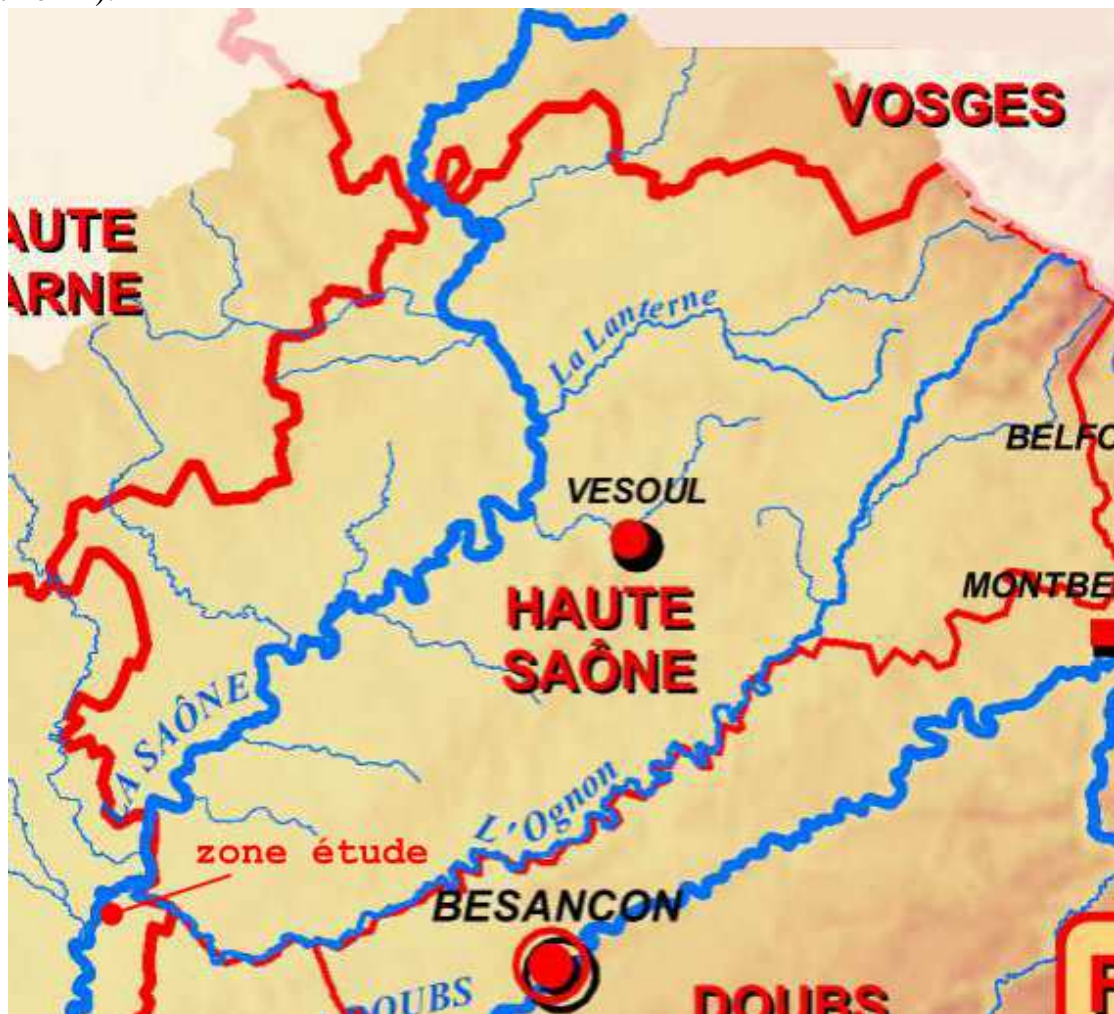 VOSGES
AUTE
ARNE
La Lanterne
BELFO
VESOUL
MONTBE
HAUTE
SAÔNE
LA SAÔNE
L'Ognon
zone étude
BESANCON
DOUBS
DOUBS
F